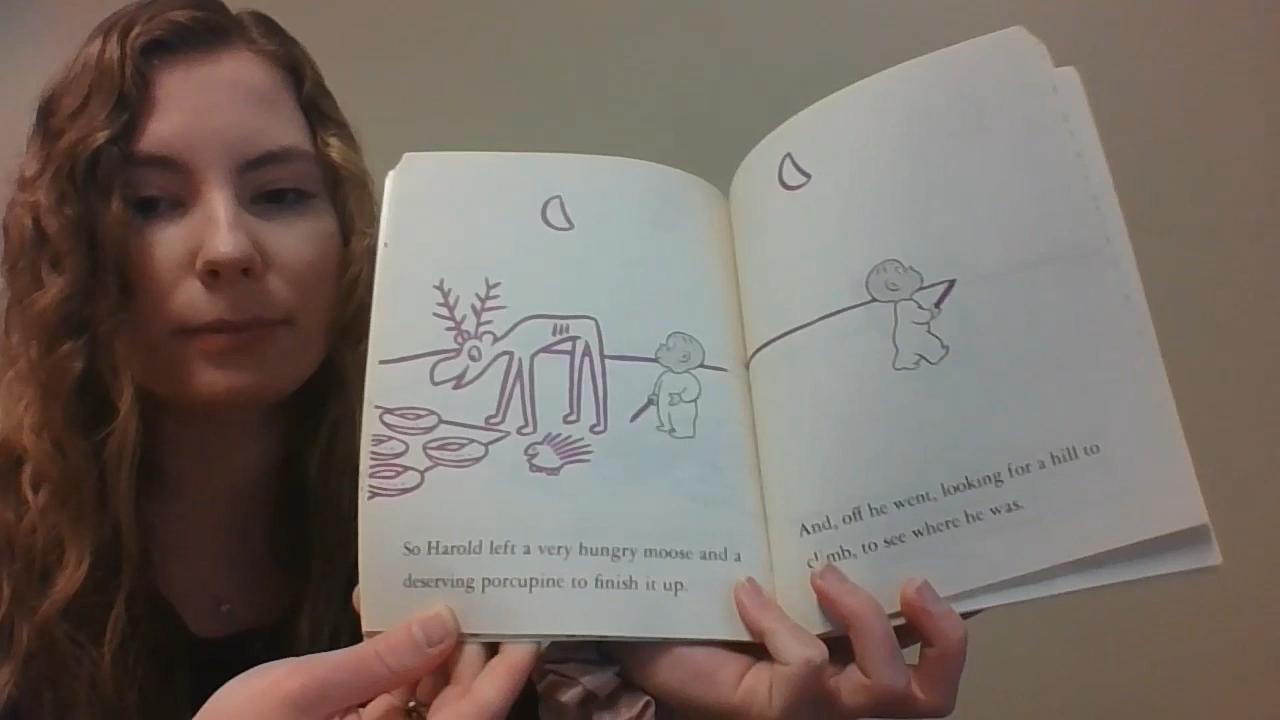 So Harold left a very hungry moose and a
deserving porcupine to finish it up.
And, off he went, looking for a hill to
climb, to see where he was.